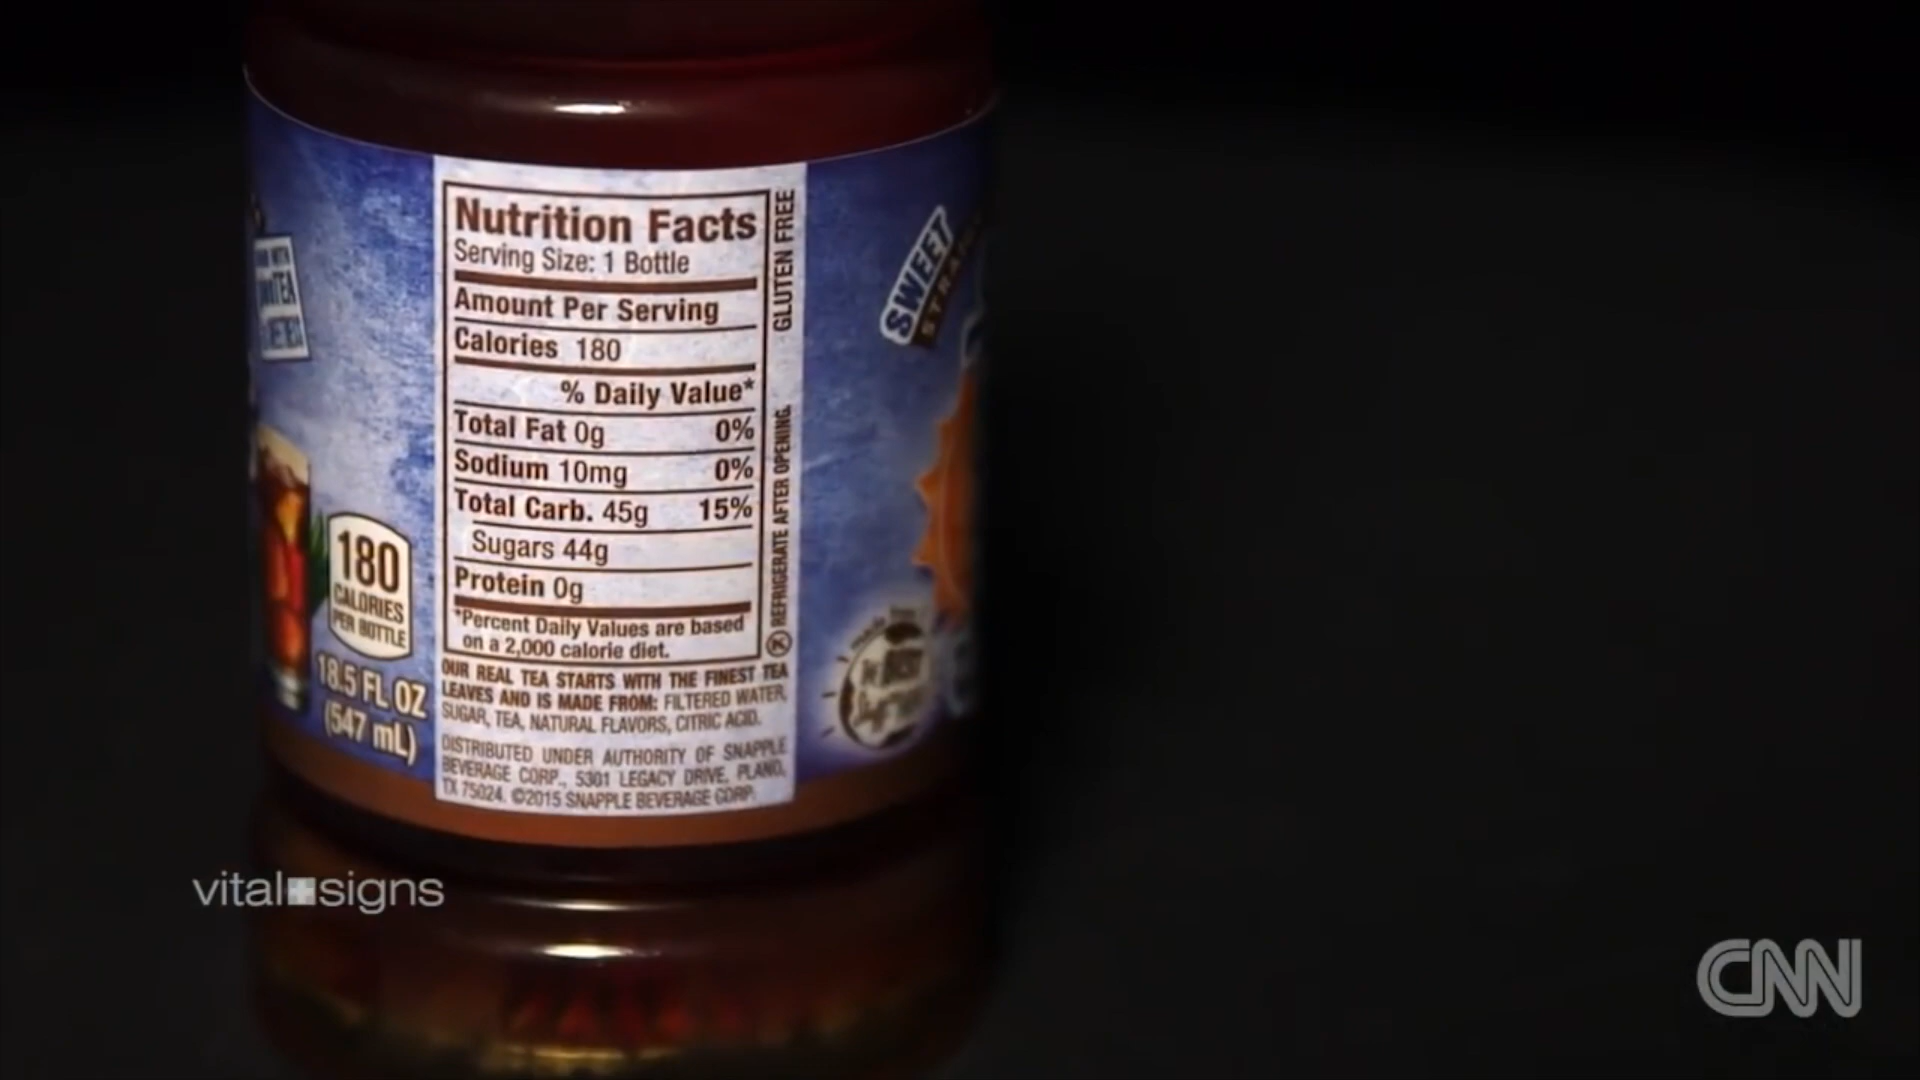 Nutrition Facts
Serving Size: 1 Bottle
Amount Per Serving
Calories 180
% Daily Value*
Total Fat 0g 0%
Sodium 10mg 0%
Total Carb. 45g 15%
Sugars 44g
Protein 0g
*Percent Daily Values are based
on a 2,000 calorie diet.
GLUTEN FREE
REFRIGERATE AFTER OPENING.
K
OUR REAL TEA STARTS WITH THE FINEST TEA
LEAVES AND IS MADE FROM: FILTERED WATER,
SUGAR, TEA, NATURAL FLAVORS, CITRIC ACID.
DISTRIBUTED UNDER AUTHORITY OF SNAPPLE
BEVERAGE CORP., 5301 LEGACY DRIVE, PLANO,
TX 75024. ©2015 SNAPPLE BEVERAGE CORP.
TEA
180
CALORIES
PER BOTTLE
18.5 FL OZ
(547 mL)
SWEET
vital signs
CNN